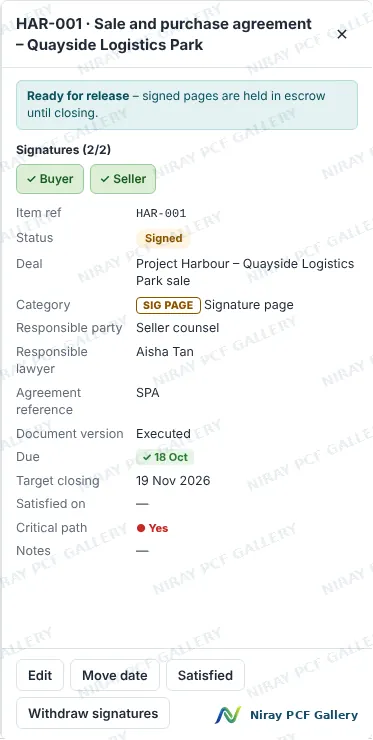 HAR-001 · Sale and purchase agreement
– Quayside Logistics Park
Ready for release – signed pages are held in escrow
until closing.
Signatures (2/2)
✓ Buyer
✓ Seller
Item ref HAR-001
Status Signed
Deal Project Harbour – Quayside Logistics
Park sale
Category SIG PAGE Signature page
Responsible party Seller counsel
Responsible
lawyer
Aisha Tan
Agreement
reference
SPA
Document version Executed
Due ✓ 18 Oct
Target closing 19 Nov 2026
Satisfied on —
Critical path Yes
Notes —
Edit
Move date
Satisfied
Withdraw signatures
Niray PCF Gallery
NIRAY PCF GALLERY